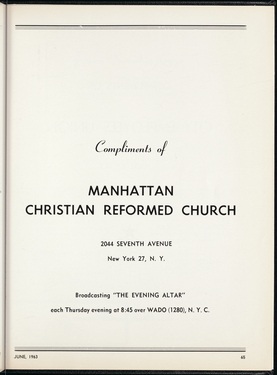 Compliments of
MANHATTAN
CHRISTIAN REFORMED CHURCH
2044 SEVENTH AVENUE
New York 27, N. Y.
Broadcasting "THE EVENING ALTAR"
each Thursday evening at 8:45 over WADO (1280), N. Y. C.
JUNE, 1963 65